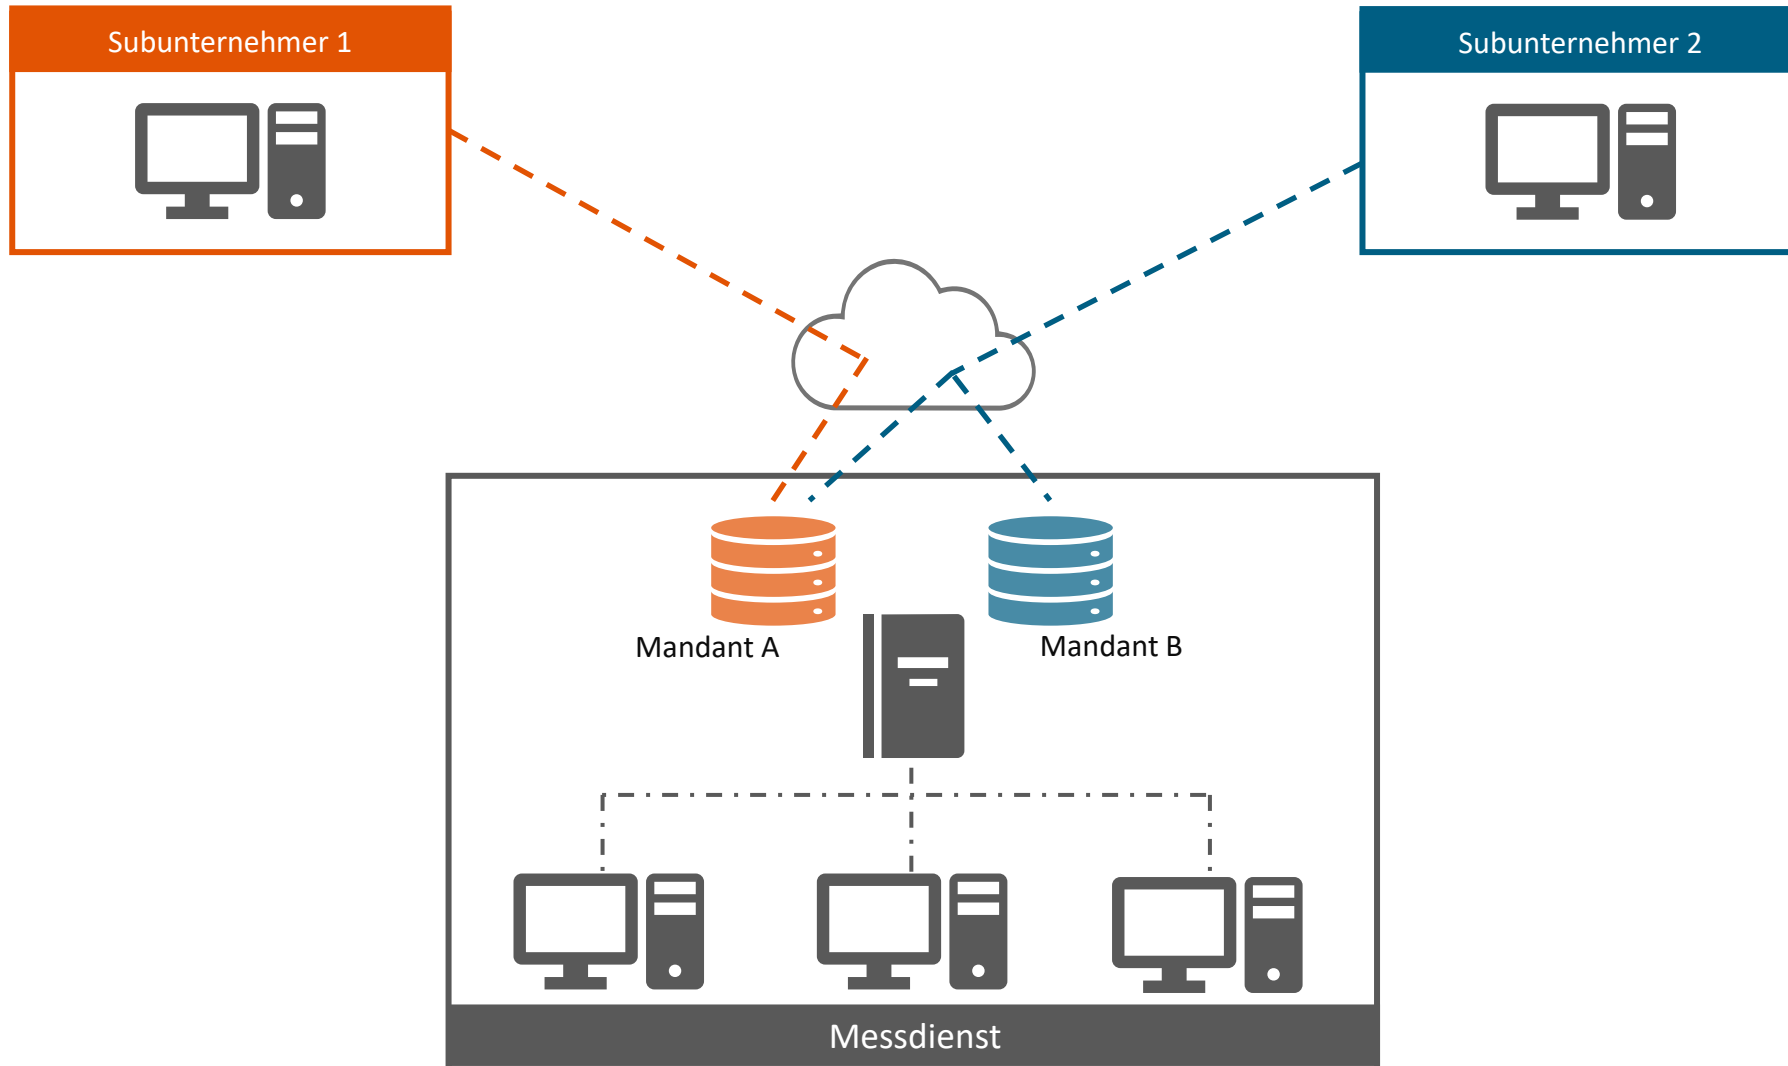 Subunternehmer 1
Subunternehmer 2
Mandant A
Mandant B
Messdienst